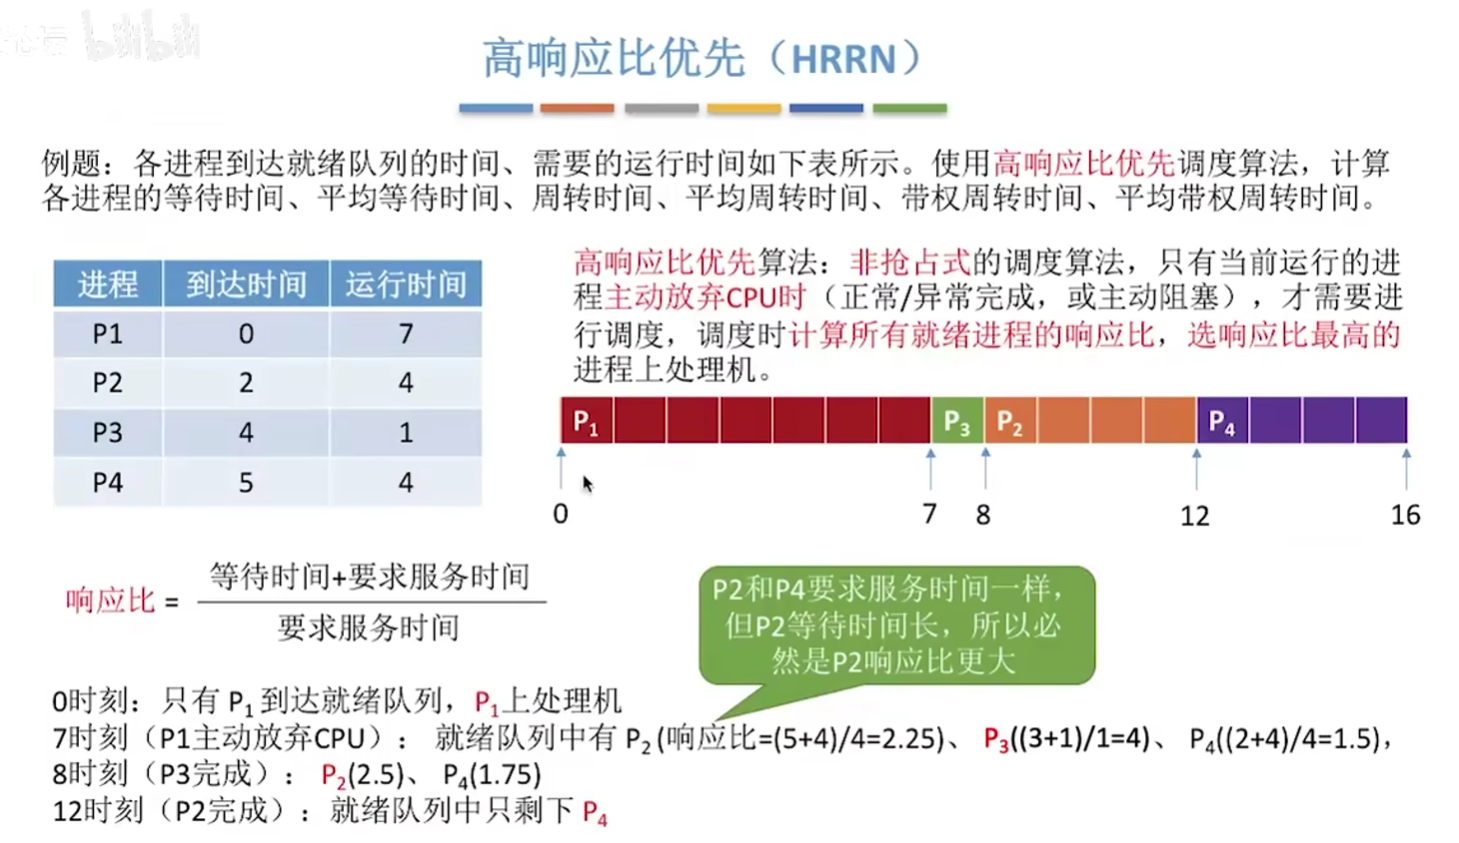 bilibili
高响应比优先（HRRN）
例题：各进程到达就绪队列的时间、需要的运行时间如下表所示。使用高响应比优先调度算法，计算
各进程的等待时间、平均等待时间、周转时间、平均周转时间、带权周转时间、平均带权周转时间。
进程 到达时间 运行时间
P1 0 7
P2 2 4
P3 4 1
P4 5 4
高响应比优先算法：非抢占式的调度算法，只有当前运行的进
程主动放弃CPU时（正常/异常完成，或主动阻塞），才需要进
行调度，调度时计算所有就绪进程的响应比，选响应比最高的
进程上处理机。
P₁ P₃ P₂ P₄
0 7 8 12 16
等待时间+要求服务时间
响应比 =
要求服务时间
P2和P4要求服务时间一样，
但P2等待时间长，所以必
然是P2响应比更大
0时刻：只有 P₁ 到达就绪队列，P₁上处理机
7时刻（P1主动放弃CPU）： 就绪队列中有 P₂ (响应比=(5+4)/4=2.25)、 P₃((3+1)/1=4)、 P₄((2+4)/4=1.5)，
8时刻（P3完成）： P₂(2.5)、 P₄(1.75)
12时刻（P2完成）：就绪队列中只剩下 P₄